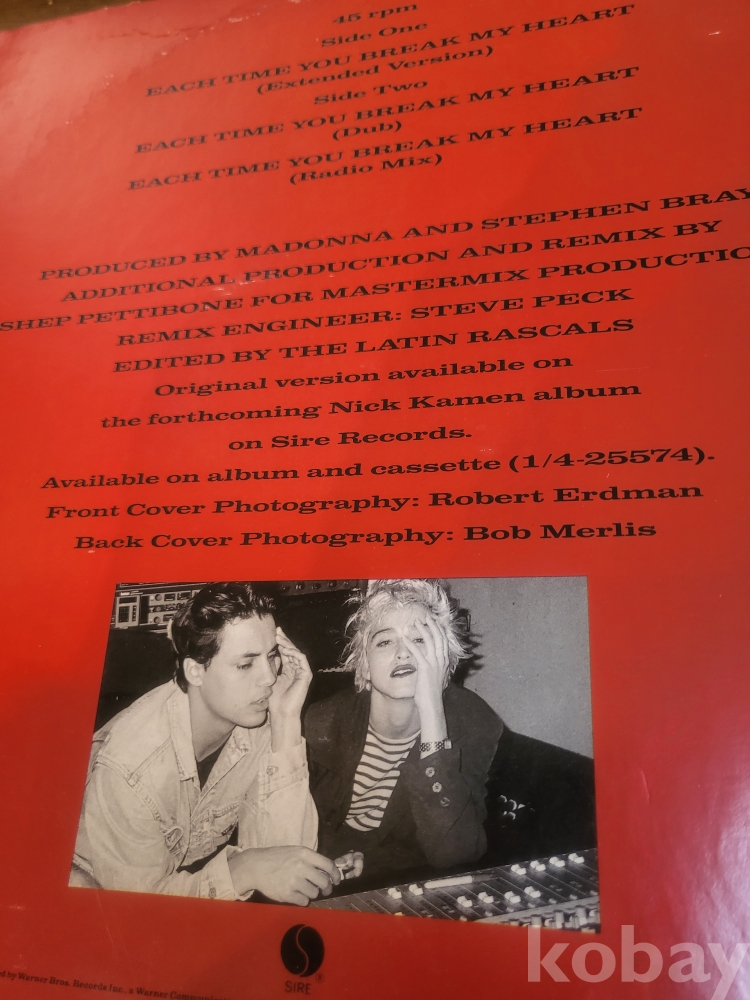 45 rpm
Side One
EACH TIME YOU BREAK MY HEART
(Extended Version)
Side Two
EACH TIME YOU BREAK MY HEART
(Dub)
EACH TIME YOU BREAK MY HEART
(Radio Mix)
PRODUCED BY MADONNA AND STEPHEN BRAY
ADDITIONAL PRODUCTION AND REMIX BY
SHEP PETTIBONE FOR MASTERMIX PRODUCTIO
REMIX ENGINEER: STEVE PECK
EDITED BY THE LATIN RASCALS
Original version available on
the forthcoming Nick Kamen album
on Sire Records.
Available on album and cassette (1/4-25574).
Front Cover Photography: Robert Erdman
Back Cover Photography: Bob Merlis
S
SIRE ®
ed by Warner Bros. Records Inc., a Warner Communica
kobay